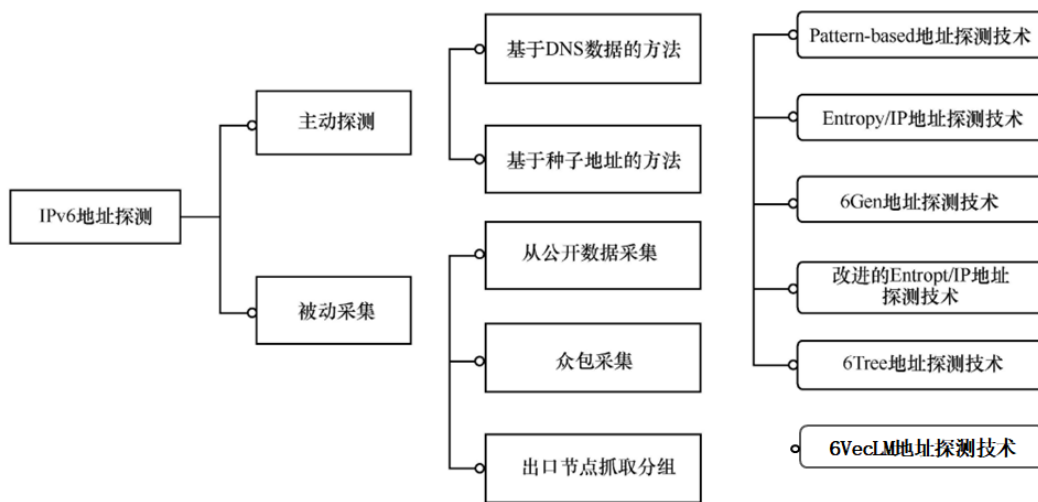 IPv6地址探测
主动探测
被动采集
基于DNS数据的方法
基于种子地址的方法
从公开数据采集
众包采集
出口节点抓取分组
Pattern-based地址探测技术
Entropy/IP地址探测技术
6Gen地址探测技术
改进的Entropt/IP地址
探测技术
6Tree地址探测技术
6VecLM地址探测技术